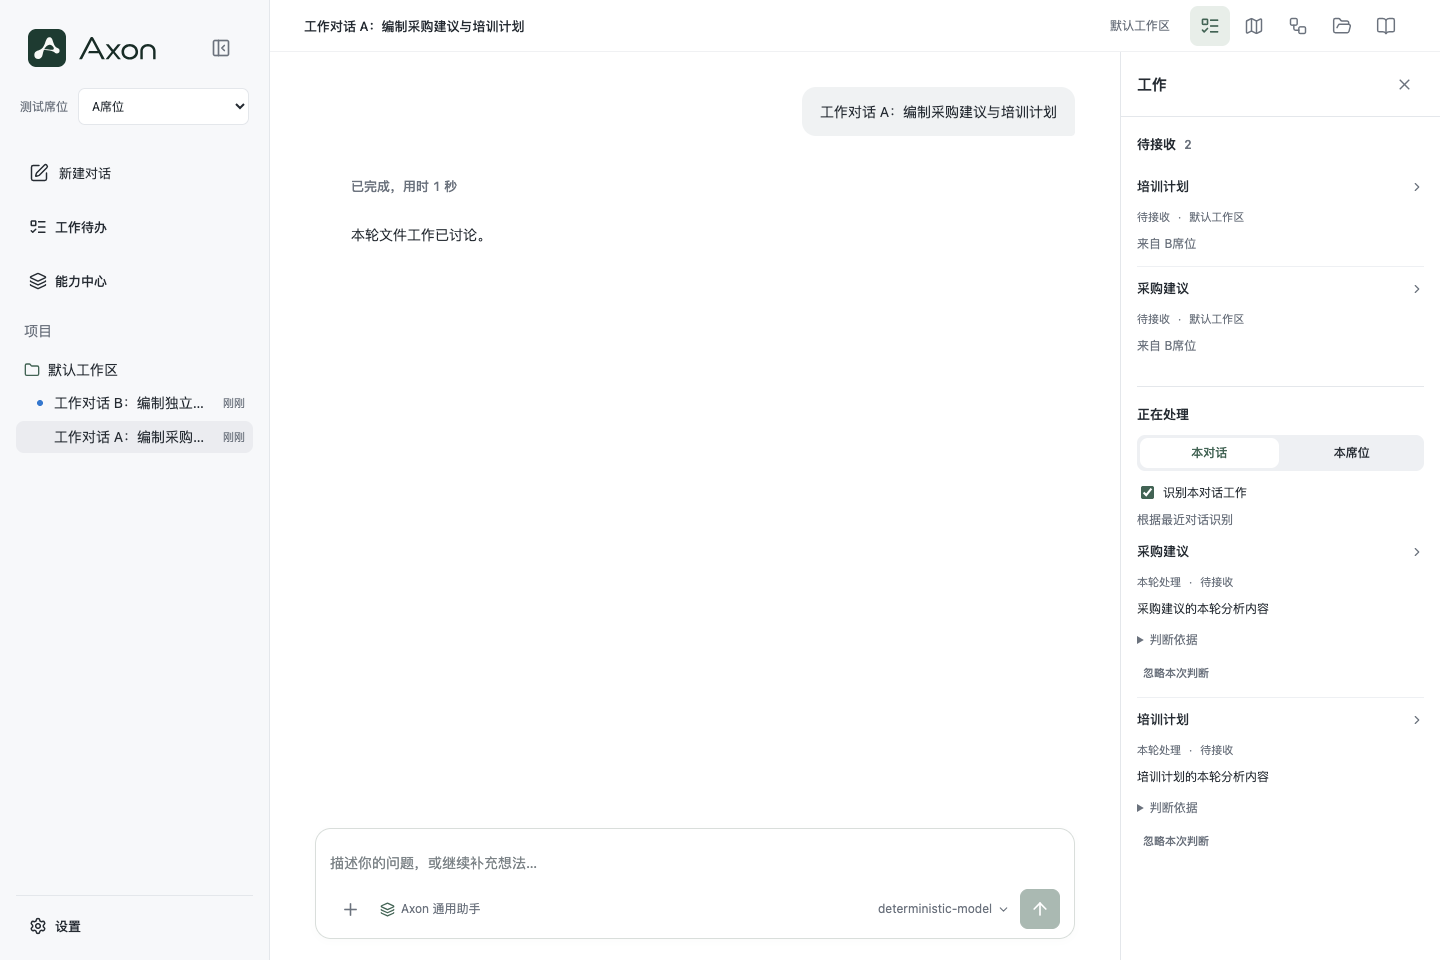 Axon
测试席位
A席位
新建对话
工作待办
能力中心
项目
默认工作区
工作对话 B：编制独立... 刚刚
工作对话 A：编制采购... 刚刚
设置
工作对话 A：编制采购建议与培训计划
默认工作区
工作对话 A：编制采购建议与培训计划
已完成，用时 1 秒
本轮文件工作已讨论。
描述你的问题，或继续补充想法...
Axon 通用助手
deterministic-model
工作
待接收 2
培训计划
待接收 · 默认工作区
来自 B席位
采购建议
待接收 · 默认工作区
来自 B席位
正在处理
本对话 本席位
识别本对话工作
根据最近对话识别
采购建议
本轮处理 · 待接收
采购建议的本轮分析内容
判断依据
忽略本次判断
培训计划
本轮处理 · 待接收
培训计划的本轮分析内容
判断依据
忽略本次判断